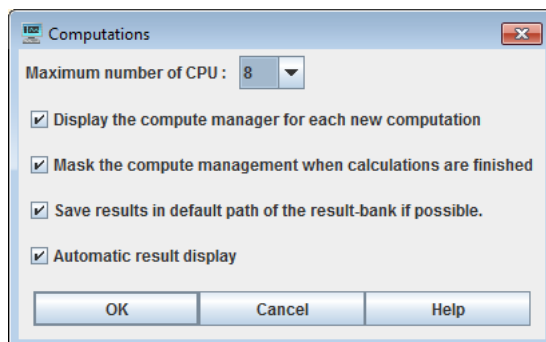 Computations
Maximum number of CPU : 8
Display the compute manager for each new computation
Mask the compute management when calculations are finished
Save results in default path of the result-bank if possible.
Automatic result display
OK Cancel Help